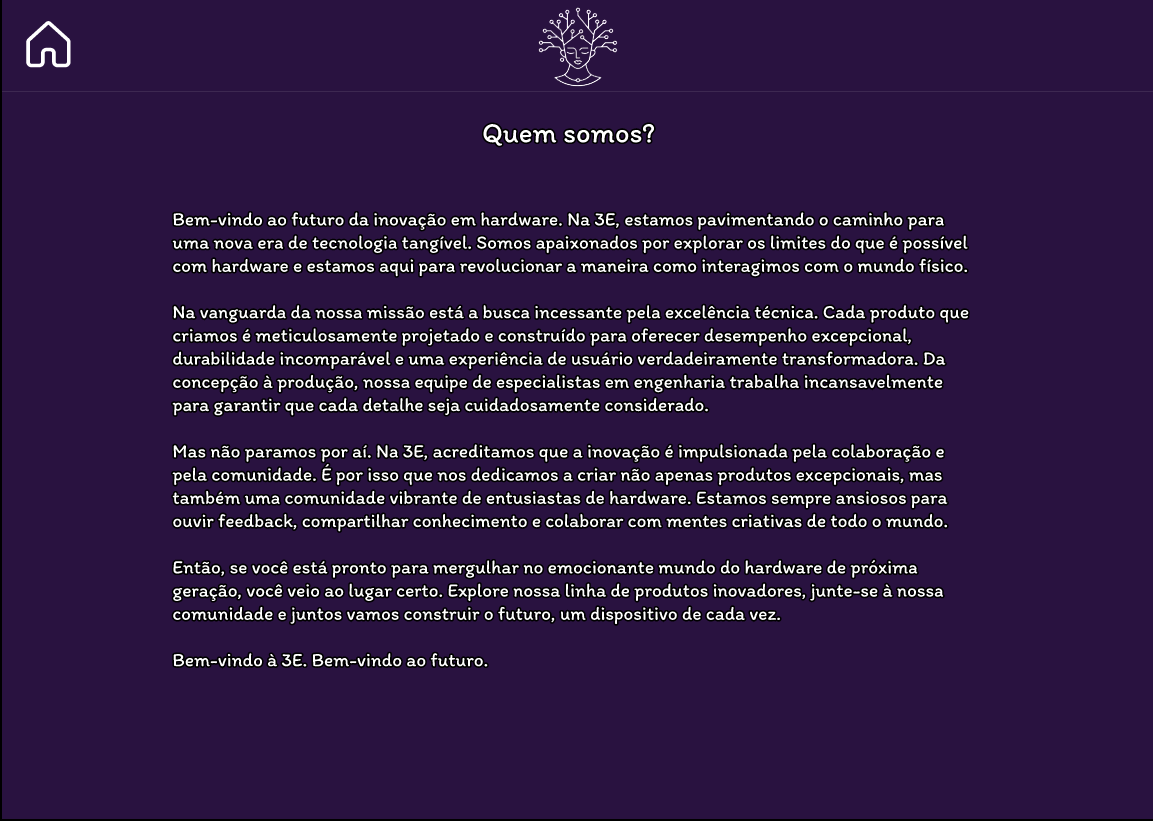 Quem somos?
Bem-vindo ao futuro da inovação em hardware. Na 3E, estamos pavimentando o caminho para
uma nova era de tecnologia tangível. Somos apaixonados por explorar os limites do que é possível
com hardware e estamos aqui para revolucionar a maneira como interagimos com o mundo físico.
Na vanguarda da nossa missão está a busca incessante pela excelência técnica. Cada produto que
criamos é meticulosamente projetado e construído para oferecer desempenho excepcional,
durabilidade incomparável e uma experiência de usuário verdadeiramente transformadora. Da
concepção à produção, nossa equipe de especialistas em engenharia trabalha incansavelmente
para garantir que cada detalhe seja cuidadosamente considerado.
Mas não paramos por aí. Na 3E, acreditamos que a inovação é impulsionada pela colaboração e
pela comunidade. É por isso que nos dedicamos a criar não apenas produtos excepcionais, mas
também uma comunidade vibrante de entusiastas de hardware. Estamos sempre ansiosos para
ouvir feedback, compartilhar conhecimento e colaborar com mentes criativas de todo o mundo.
Então, se você está pronto para mergulhar no emocionante mundo do hardware de próxima
geração, você veio ao lugar certo. Explore nossa linha de produtos inovadores, junte-se à nossa
comunidade e juntos vamos construir o futuro, um dispositivo de cada vez.
Bem-vindo à 3E. Bem-vindo ao futuro.